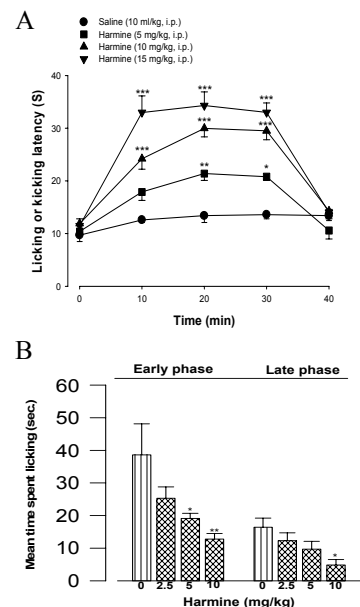 A
Saline (10 ml/kg, i.p.)
Harmine (5 mg/kg, i.p.)
Harmine (10 mg/kg, i.p.)
Harmine (15 mg/kg, i.p.)
Licking or kicking latency (S)
40
30
20
10
0
***
***
***
***
***
***
**
*
0 10 20 30 40
Time (min)
B
Early phase Late phase
Mean time spent licking (sec.)
60
50
40
30
20
10
0
*
**
*
0 2.5 5 10 0 2.5 5 10
Harmine (mg/kg)